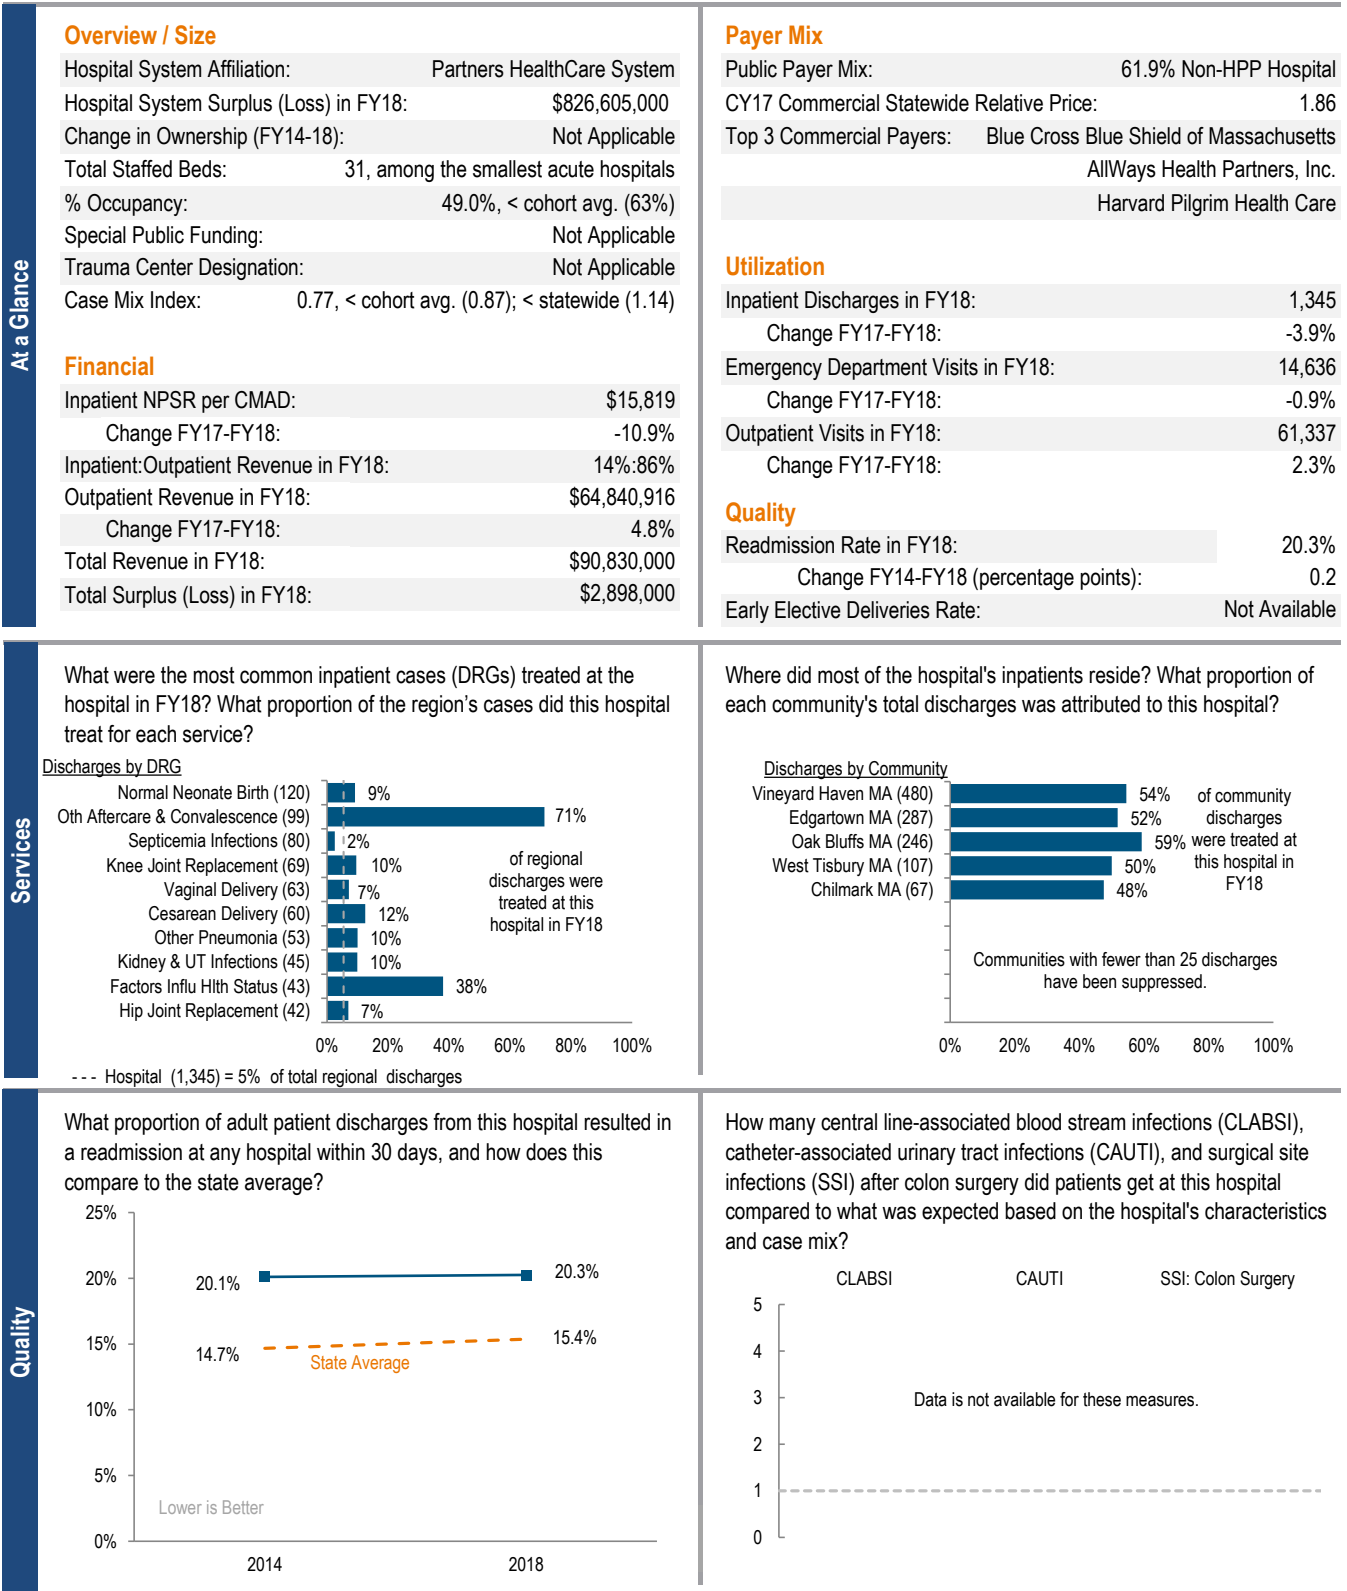 At a Glance
Overview / Size
Hospital System Affiliation: Partners HealthCare System
Hospital System Surplus (Loss) in FY18: $826,605,000
Change in Ownership (FY14-18): Not Applicable
Total Staffed Beds: 31, among the smallest acute hospitals
% Occupancy: 49.0%, < cohort avg. (63%)
Special Public Funding: Not Applicable
Trauma Center Designation: Not Applicable
Case Mix Index: 0.77, < cohort avg. (0.87); < statewide (1.14)
Financial
Inpatient NPSR per CMAD: $15,819
Change FY17-FY18: -10.9%
Inpatient:Outpatient Revenue in FY18: 14%:86%
Outpatient Revenue in FY18: $64,840,916
Change FY17-FY18: 4.8%
Total Revenue in FY18: $90,830,000
Total Surplus (Loss) in FY18: $2,898,000
Payer Mix
Public Payer Mix: 61.9% Non-HPP Hospital
CY17 Commercial Statewide Relative Price: 1.86
Top 3 Commercial Payers: Blue Cross Blue Shield of Massachusetts
AllWays Health Partners, Inc.
Harvard Pilgrim Health Care
Utilization
Inpatient Discharges in FY18: 1,345
Change FY17-FY18: -3.9%
Emergency Department Visits in FY18: 14,636
Change FY17-FY18: -0.9%
Outpatient Visits in FY18: 61,337
Change FY17-FY18: 2.3%
Quality
Readmission Rate in FY18: 20.3%
Change FY14-FY18 (percentage points): 0.2
Early Elective Deliveries Rate: Not Available
Services
What were the most common inpatient cases (DRGs) treated at the
hospital in FY18? What proportion of the region's cases did this hospital
treat for each service?
Discharges by DRG
Normal Neonate Birth (120) 9%
Oth Aftercare & Convalescence (99) 71%
Septicemia Infections (80) 2%
Knee Joint Replacement (69) 10%
Vaginal Delivery (63) 7%
Cesarean Delivery (60) 12%
Other Pneumonia (53) 10%
Kidney & UT Infections (45) 10%
Factors Influ Hlth Status (43) 38%
Hip Joint Replacement (42) 7%
of regional
discharges were
treated at this
hospital in FY18
0% 20% 40% 60% 80% 100%
- - - Hospital (1,345) = 5% of total regional discharges
Where did most of the hospital's inpatients reside? What proportion of
each community's total discharges was attributed to this hospital?
Discharges by Community
Vineyard Haven MA (480) 54%
Edgartown MA (287) 52%
Oak Bluffs MA (246) 59%
West Tisbury MA (107) 50%
Chilmark MA (67) 48%
of community
discharges
were treated at
this hospital in
FY18
Communities with fewer than 25 discharges
have been suppressed.
0% 20% 40% 60% 80% 100%
Quality
What proportion of adult patient discharges from this hospital resulted in
a readmission at any hospital within 30 days, and how does this
compare to the state average?
25%
20%
15%
10%
5%
0%
20.1% 20.3%
14.7% 15.4%
State Average
Lower is Better
2014 2018
How many central line-associated blood stream infections (CLABSI),
catheter-associated urinary tract infections (CAUTI), and surgical site
infections (SSI) after colon surgery did patients get at this hospital
compared to what was expected based on the hospital's characteristics
and case mix?
CLABSI CAUTI SSI: Colon Surgery
5
4
3
2
1
0
Data is not available for these measures.